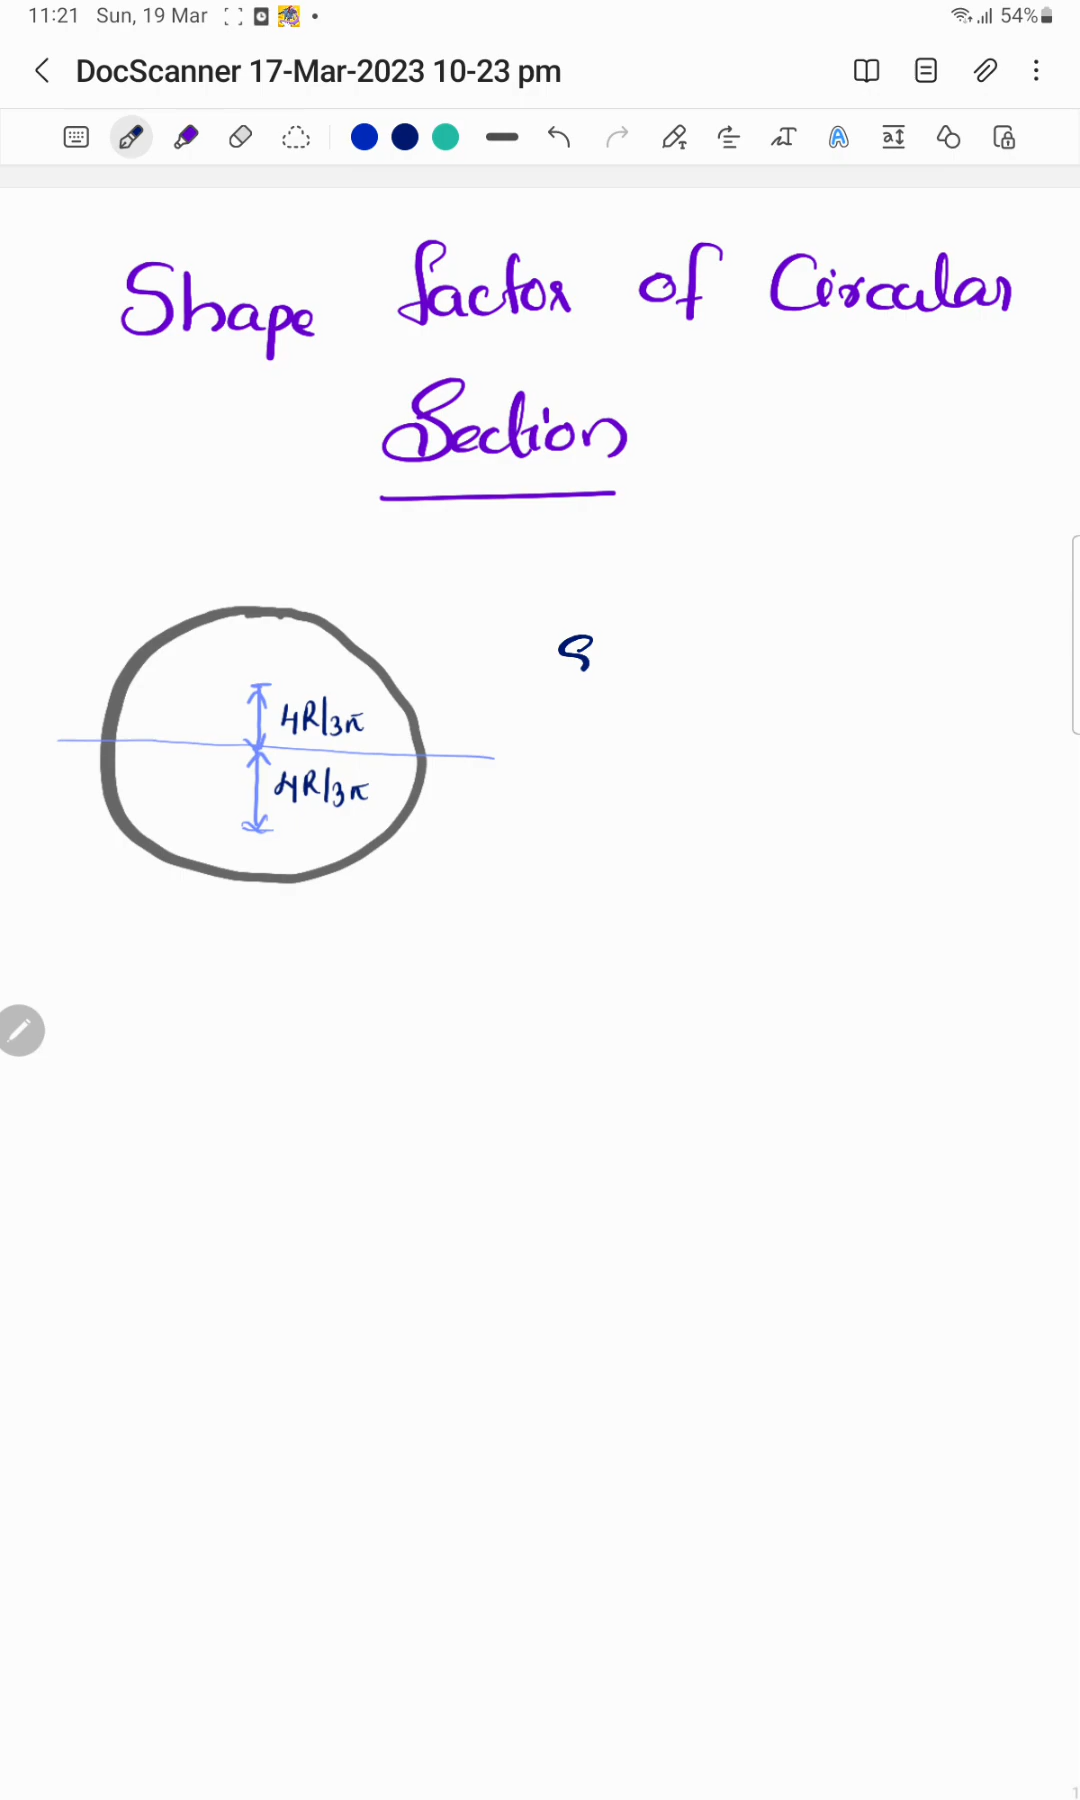 11:21 Sun, 19 Mar
54%
DocScanner 17-Mar-2023 10-23 pm
Shape factor of Circular
Section
4R/3π
4R/3π
S
1